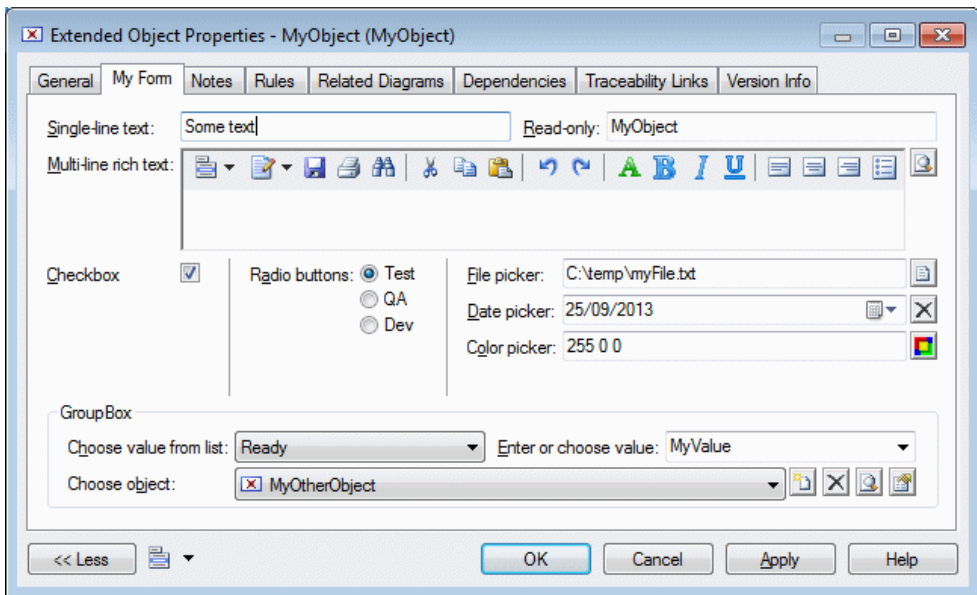 Extended Object Properties - MyObject (MyObject)
General My Form Notes Rules Related Diagrams Dependencies Traceability Links Version Info
Single-line text: Some text Read-only: MyObject
Multi-line rich text:
A B I U
Checkbox Radio buttons: Test File picker: C:\temp\myFile.txt
QA
Date picker: 25/09/2013
Dev
Color picker: 255 0 0
GroupBox
Choose value from list: Ready Enter or choose value: MyValue
Choose object: MyOtherObject
<< Less OK Cancel Apply Help